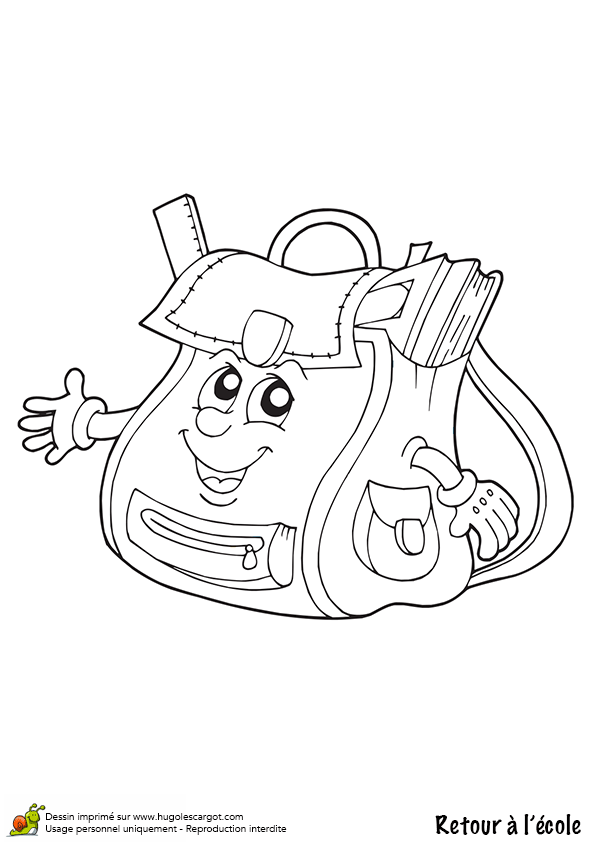 Dessin imprimé sur www.hugolescargot.com
Usage personnel uniquement - Reproduction interdite
Retour à l'école